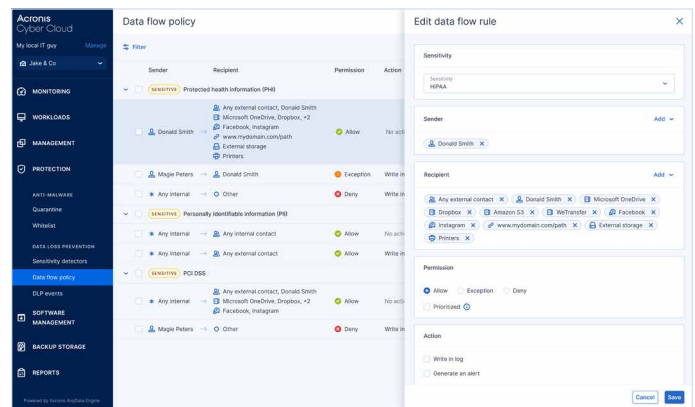 Acronis
Cyber Cloud
My local IT guy Manage
Jake & Co
MONITORING
WORKLOADS
MANAGEMENT
PROTECTION
ANTI-MALWARE
Quarantine
Whitelist
DATA LOSS PREVENTION
Sensitivity detectors
Data flow policy
DLP events
SOFTWARE
MANAGEMENT
BACKUP STORAGE
REPORTS
Powered by Acronis AnyData Engine
Data flow policy
Filter
Sender Recipient Permission Action
SENSITIVE Protected health information (PHI)
Any external contact, Donald Smith
Microsoft OneDrive, Dropbox, +2
Facebook, Instagram
Donald Smith → www.mydomain.com/path Allow No acti
External storage
Printers
Magie Peters → Donald Smith Exception Write in
Any internal → Other Deny Write in
SENSITIVE Personally identifiable information (PII)
Any internal → Any internal contact Allow No acti
Any internal → Any external contact Allow Write in
SENSITIVE PCI DSS
Any external contact, Donald Smith
Any internal → Microsoft OneDrive, Dropbox, +2 Allow No acti
Facebook, Instagram
Magie Peters → Other Deny Write in
Edit data flow rule
Sensitivity
Sensitivity
HIPAA
Sender Add
Donald Smith
Recipient Add
Any external contact Donald Smith Microsoft OneDrive
Dropbox Amazon S3 WeTransfer Facebook
Instagram www.mydomain.com/path External storage
Printers
Permission
Allow Exception Deny
Prioritized
Action
Write in log
Generate an alert
Cancel Save